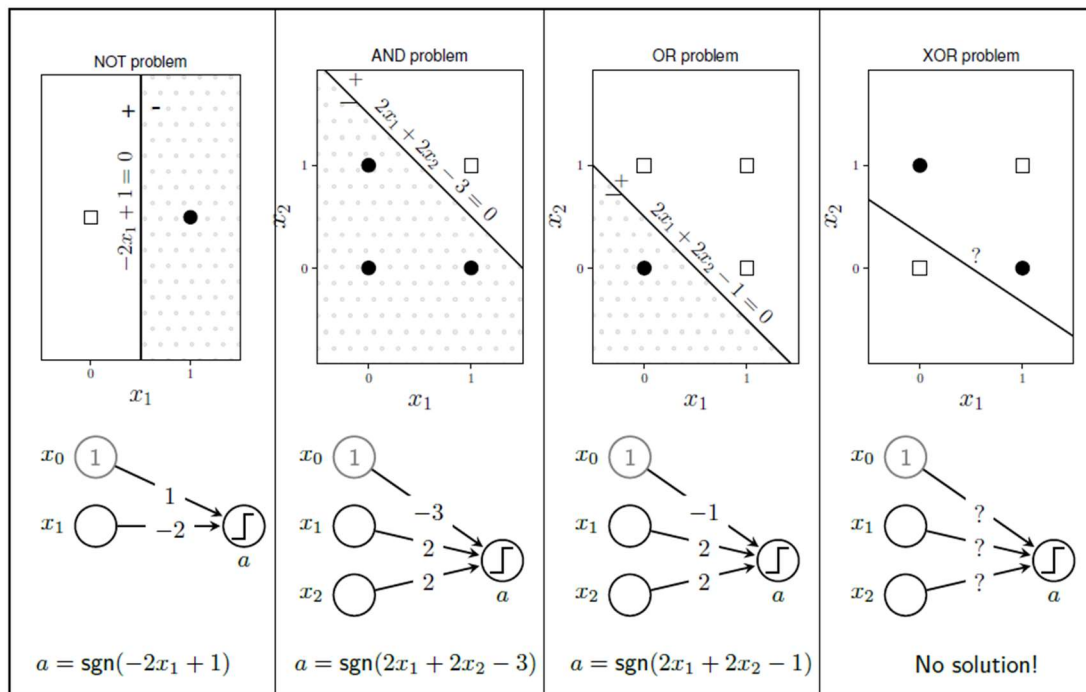 NOT problem
+ -
−2x₁ + 1 = 0
0 1
x₁
x₀ 1
1
x₁ −2
a
a = sgn(−2x₁ + 1)
AND problem
+
−
2x₁ + 2x₂ − 3 = 0
1
x₂
0
0 1
x₁
x₀ 1
−3
x₁ 2
x₂ 2
a
a = sgn(2x₁ + 2x₂ − 3)
OR problem
1
+
−
2x₁ + 2x₂ − 1 = 0
x₂
0
0 1
x₁
x₀ 1
−1
x₁ 2
x₂ 2
a
a = sgn(2x₁ + 2x₂ − 1)
XOR problem
1
x₂
?
0
0 1
x₁
x₀ 1
?
x₁ ?
x₂ ?
a
No solution!